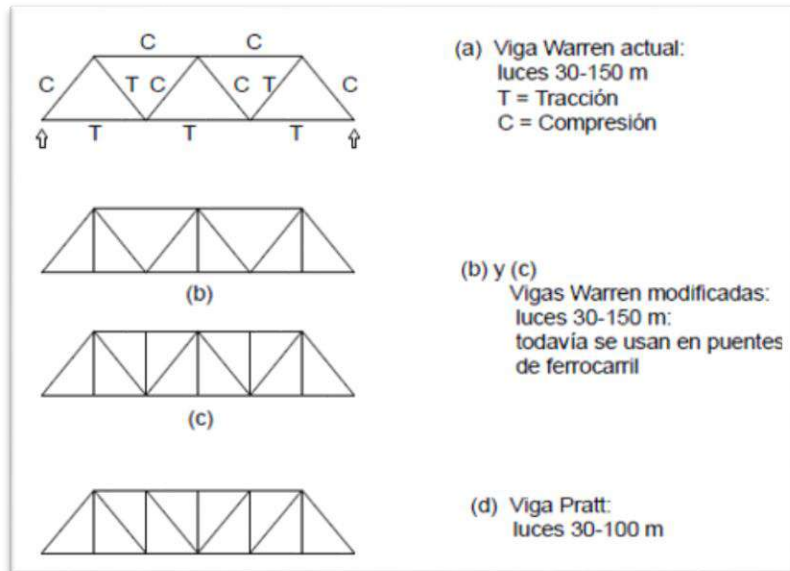 C C
C T C C T C
T T T
(a) Viga Warren actual:
luces 30-150 m
T = Tracción
C = Compresión
(b)
(b) y (c)
Vigas Warren modificadas:
luces 30-150 m:
todavía se usan en puentes
de ferrocarril
(c)
(d) Viga Pratt:
luces 30-100 m